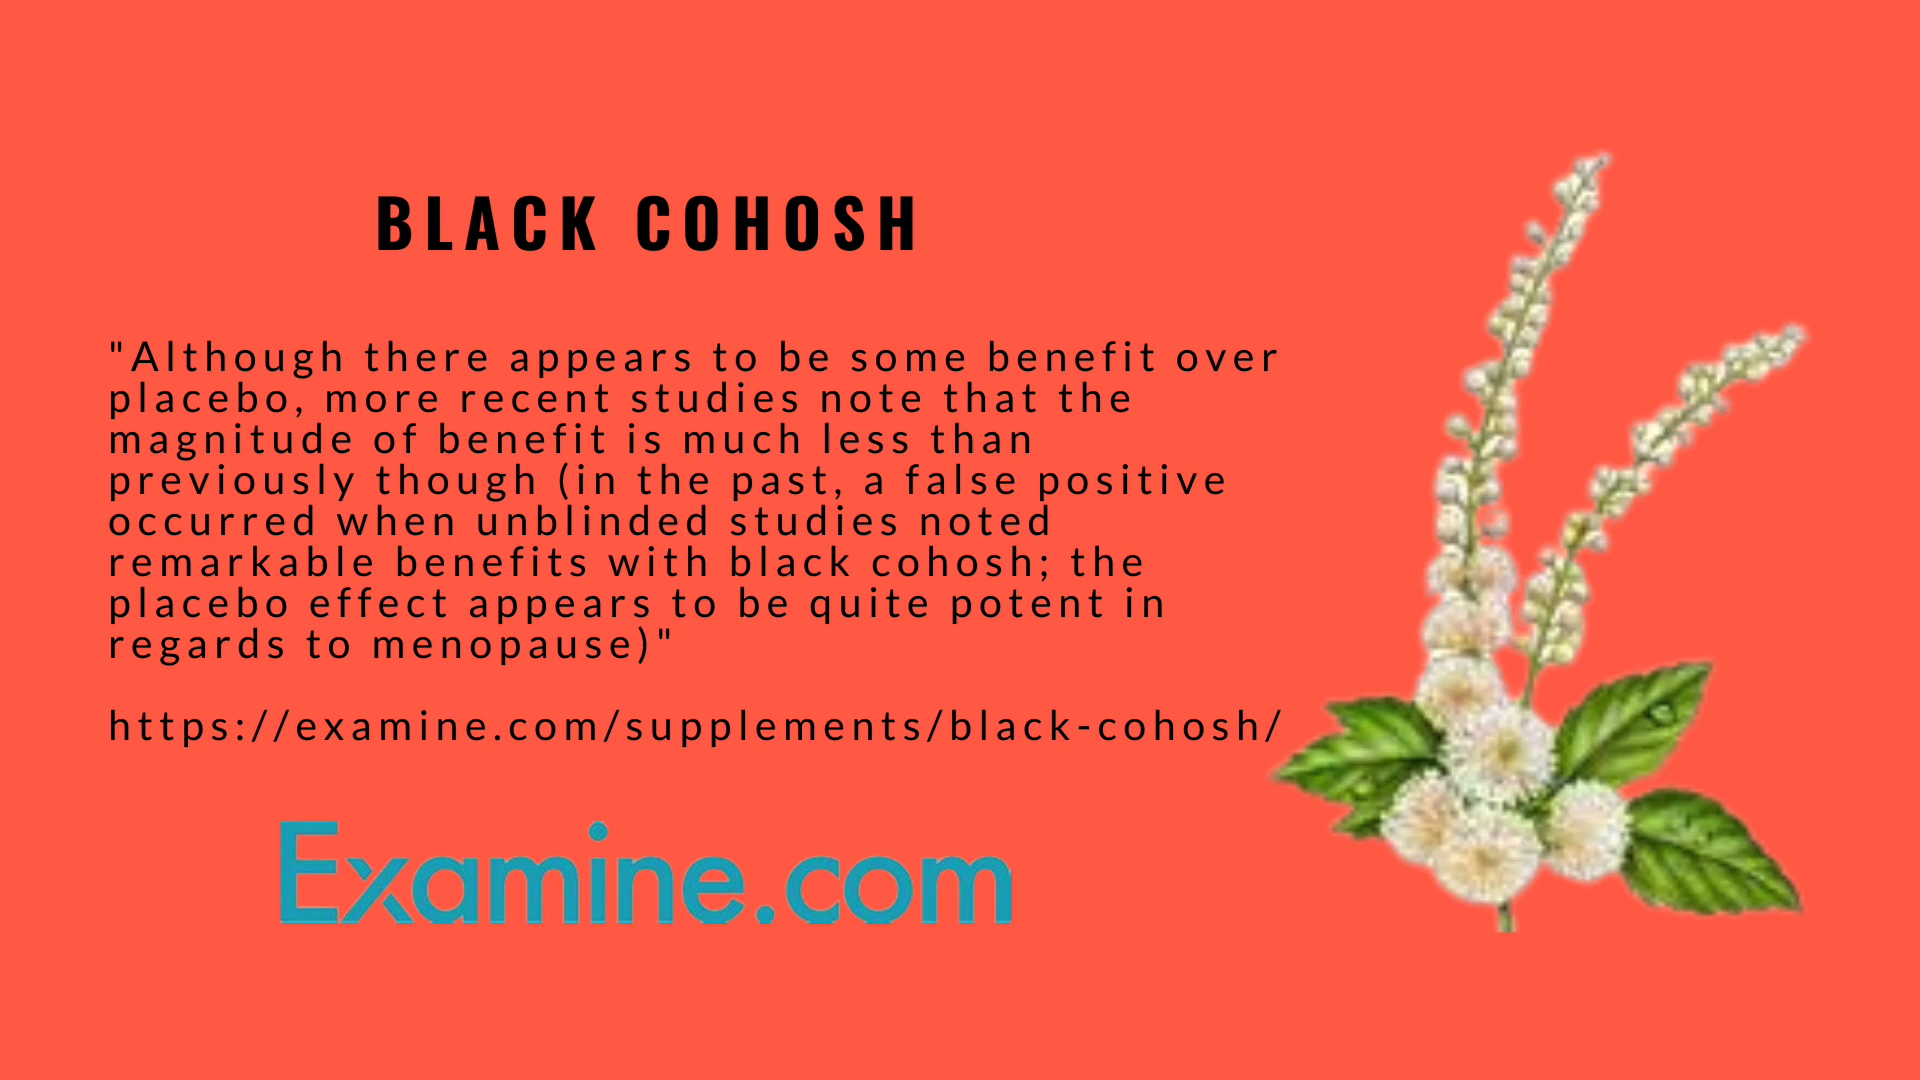 BLACK COHOSH
"Although there appears to be some benefit over
placebo, more recent studies note that the
magnitude of benefit is much less than
previously though (in the past, a false positive
occurred when unblinded studies noted
remarkable benefits with black cohosh; the
placebo effect appears to be quite potent in
regards to menopause)"
https://examine.com/supplements/black-cohosh/
Examine.com